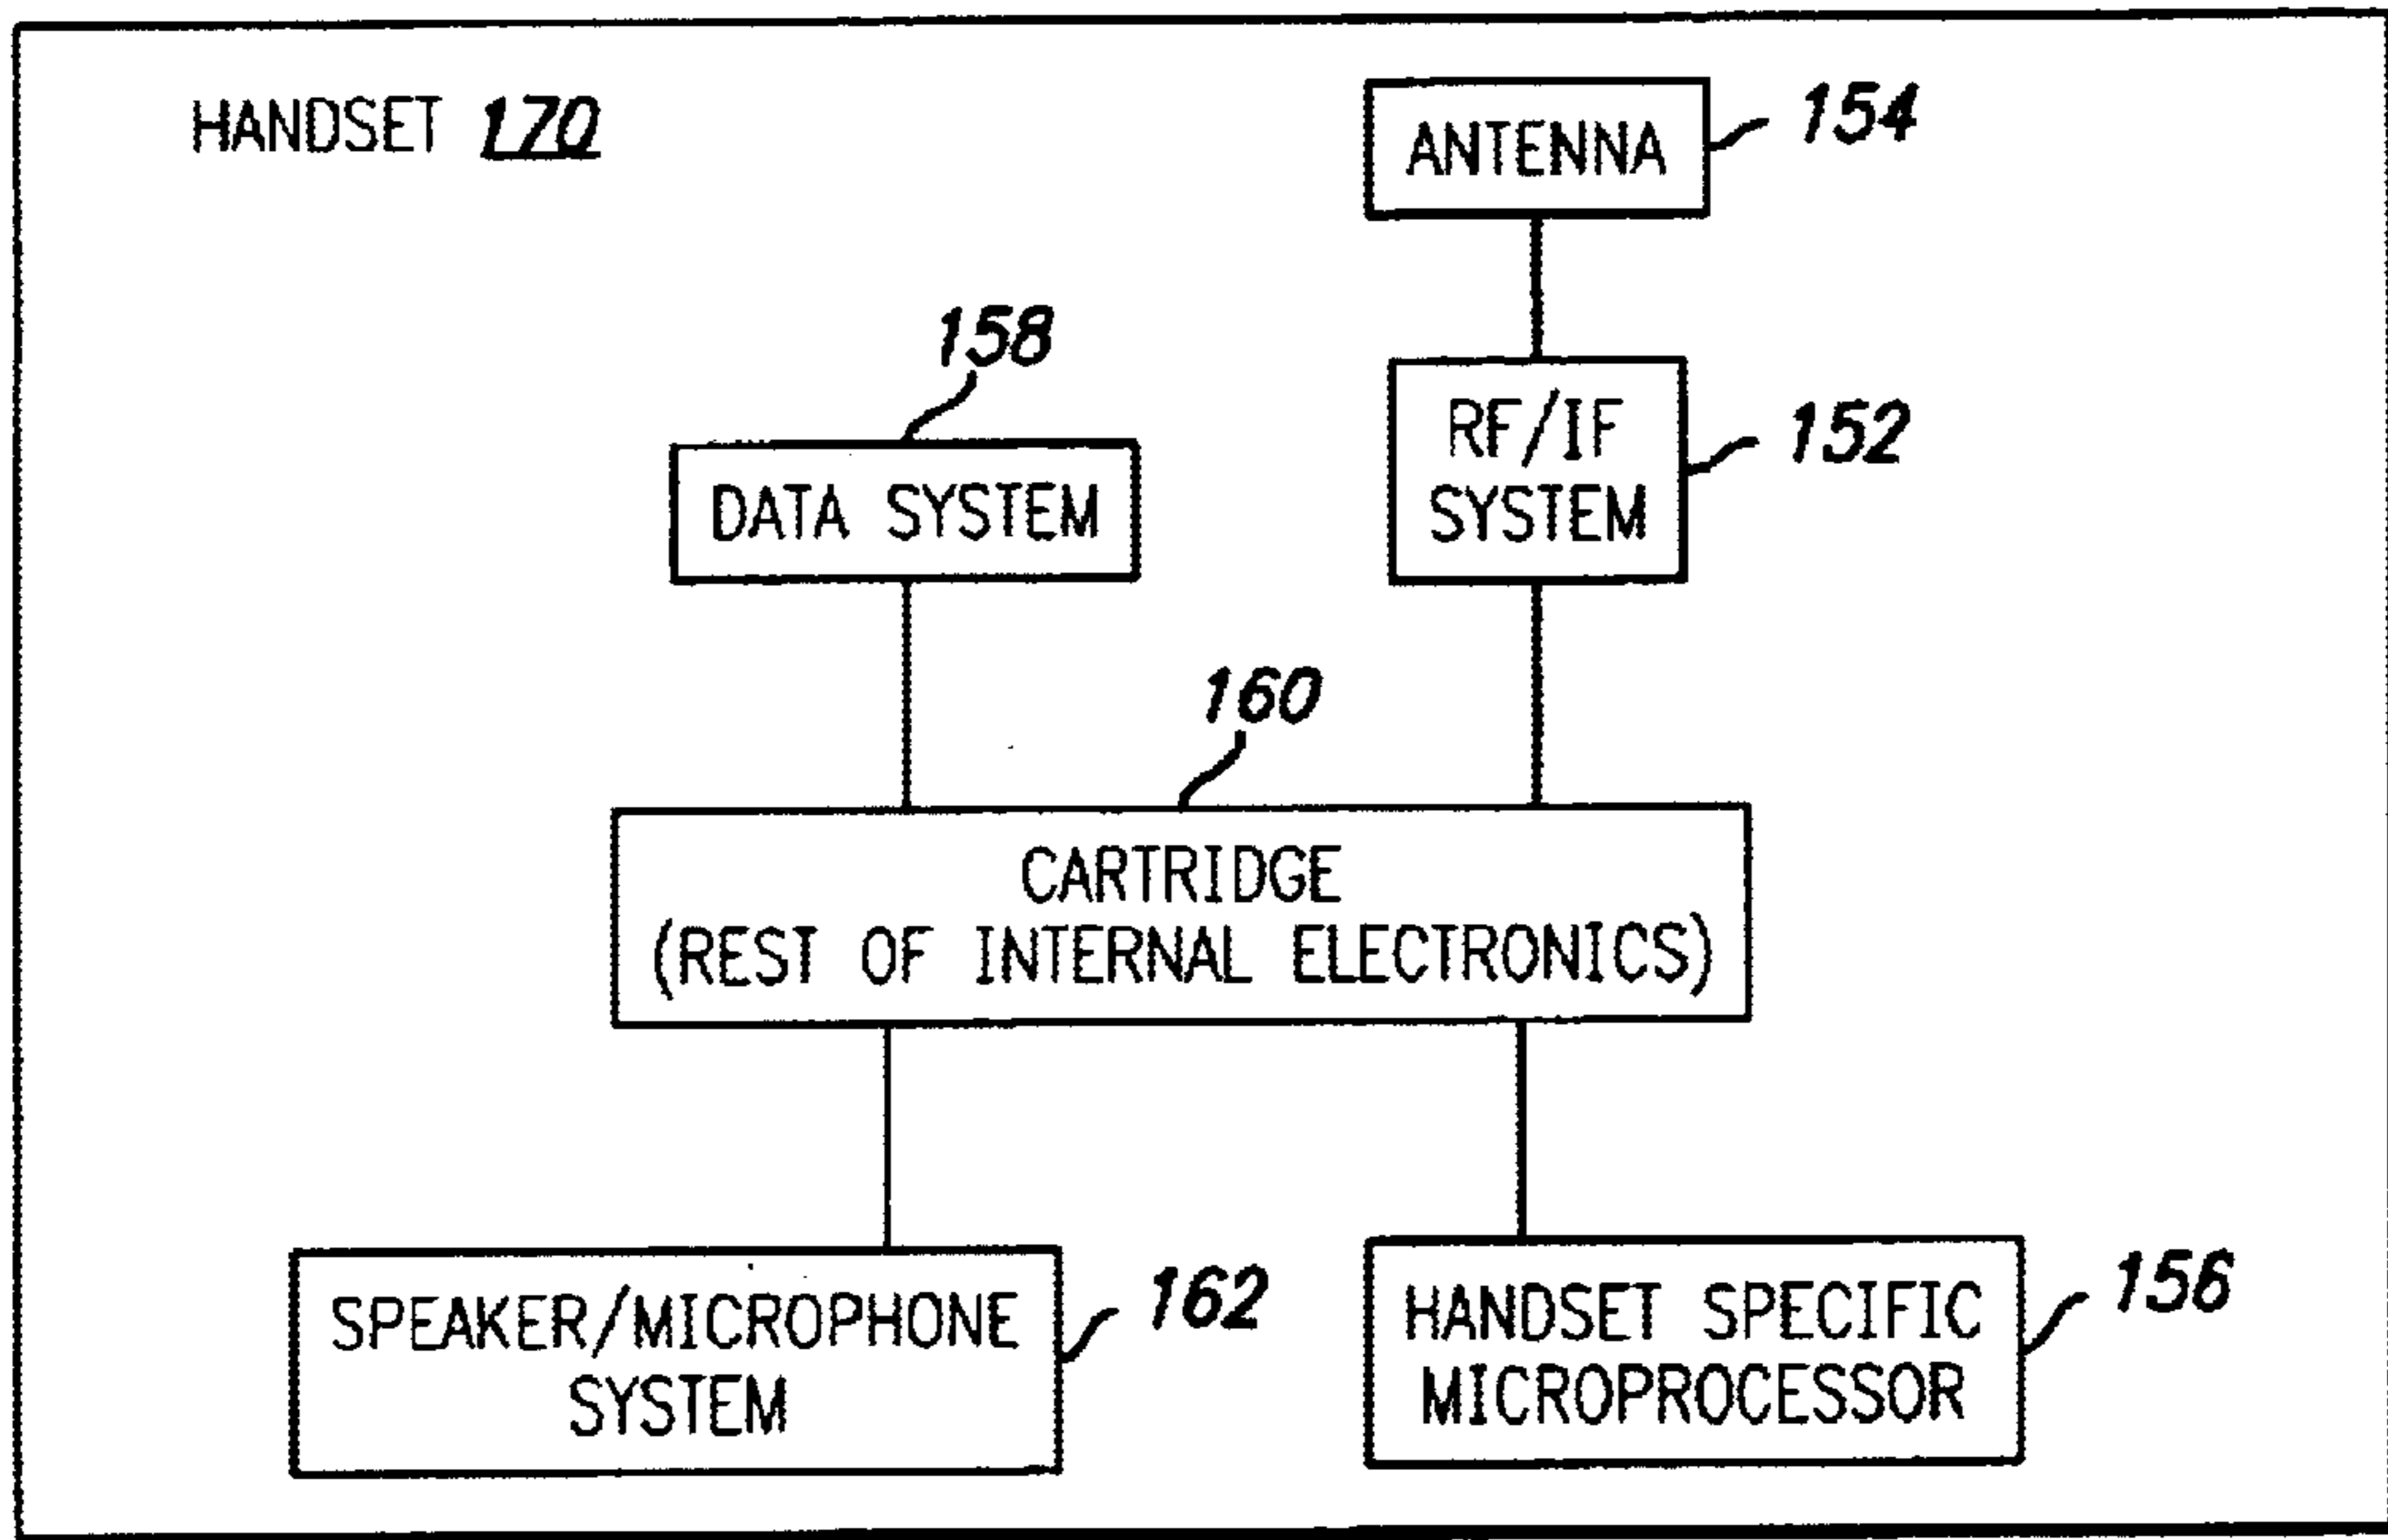 HANDSET 170
ANTENNA
154
158
RF/IF
SYSTEM
152
DATA SYSTEM
160
CARTRIDGE
(REST OF INTERNAL ELECTRONICS)
SPEAKER/MICROPHONE
SYSTEM
162
HANDSET SPECIFIC
MICROPROCESSOR
156